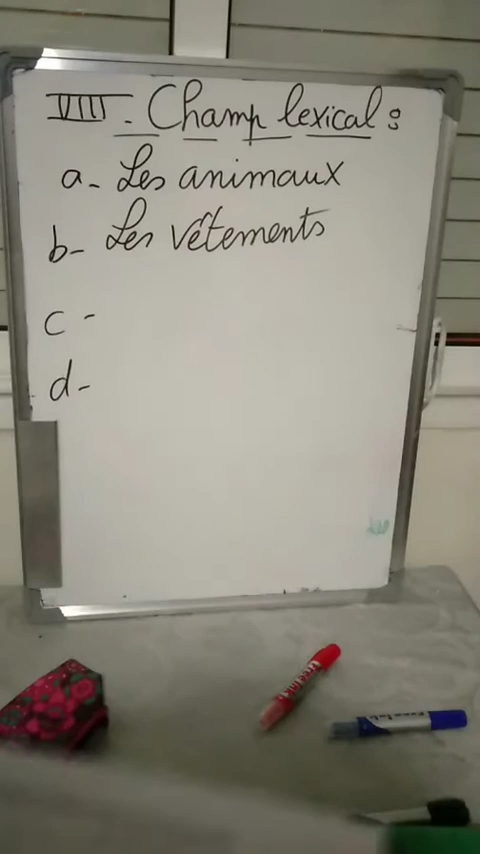 VIII - Champ lexical :
a- Les animaux
b- Les vêtements
c -
d -